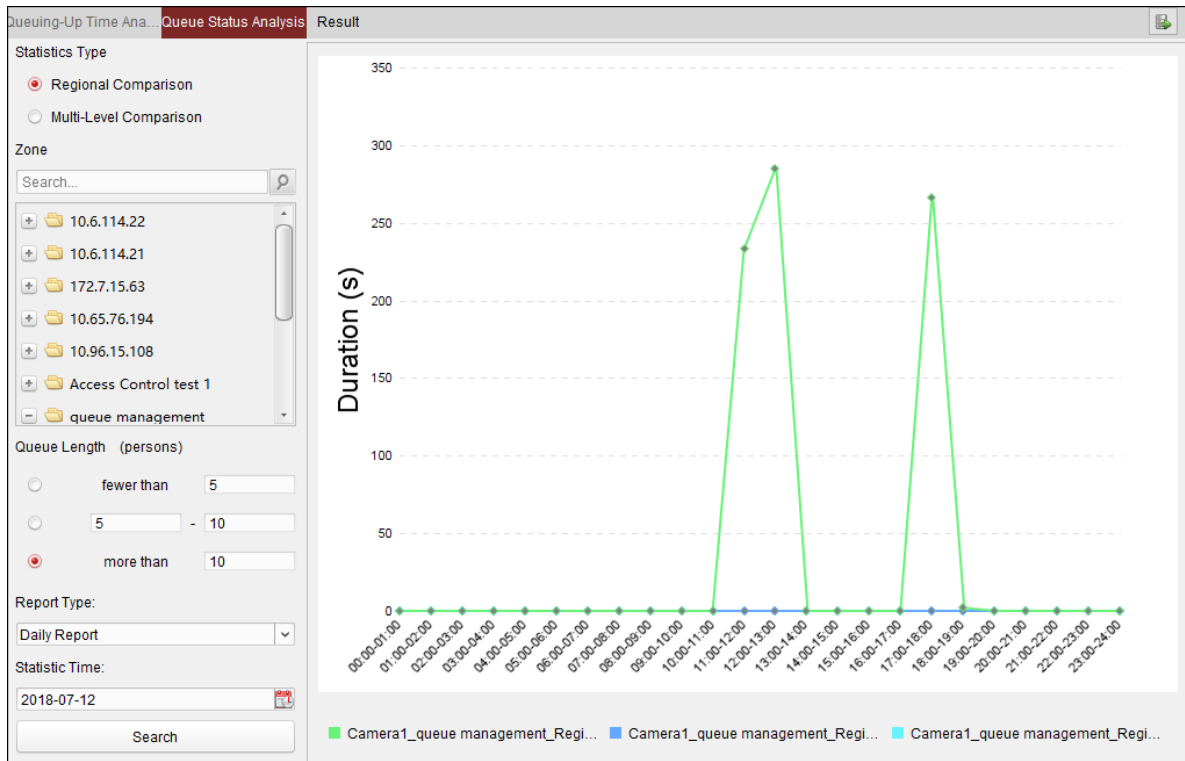 Queuing-Up Time Ana... Queue Status Analysis Result
Statistics Type
Regional Comparison
Multi-Level Comparison
Zone
Search...
10.6.114.22
10.6.114.21
172.7.15.63
10.65.76.194
10.96.15.108
Access Control test 1
queue management
Queue Length (persons)
fewer than 5
5 - 10
more than 10
Report Type:
Daily Report
Statistic Time:
2018-07-12
Search
Duration (s)
350
300
250
200
150
100
50
0
00:00-01:00
01:00-02:00
02:00-03:00
03:00-04:00
04:00-05:00
05:00-06:00
06:00-07:00
07:00-08:00
08:00-09:00
09:00-10:00
10:00-11:00
11:00-12:00
12:00-13:00
13:00-14:00
14:00-15:00
15:00-16:00
16:00-17:00
17:00-18:00
18:00-19:00
19:00-20:00
20:00-21:00
21:00-22:00
22:00-23:00
23:00-24:00
Camera1_queue management_Regi... Camera1_queue management_Regi... Camera1_queue management_Regi...